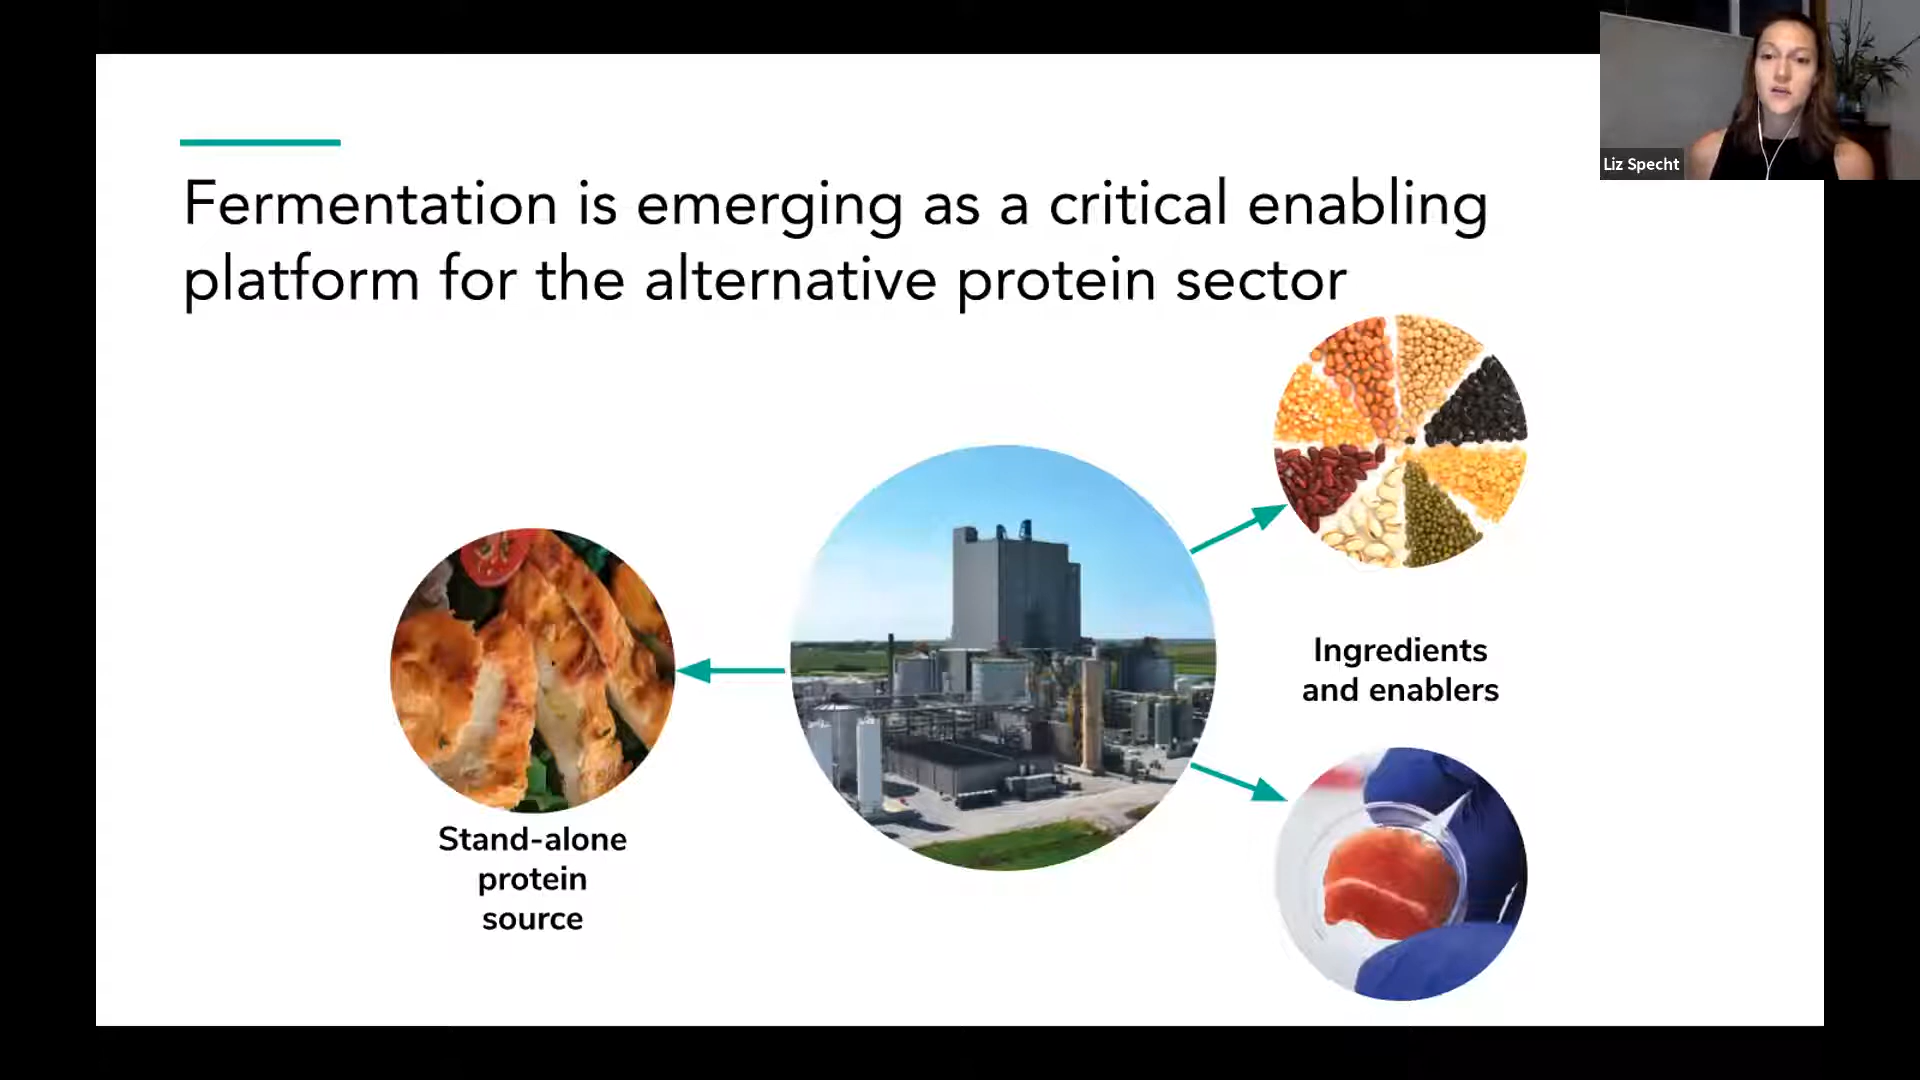 Fermentation is emerging as a critical enabling
platform for the alternative protein sector
Liz Specht
Stand-alone
protein
source
Ingredients
and enablers